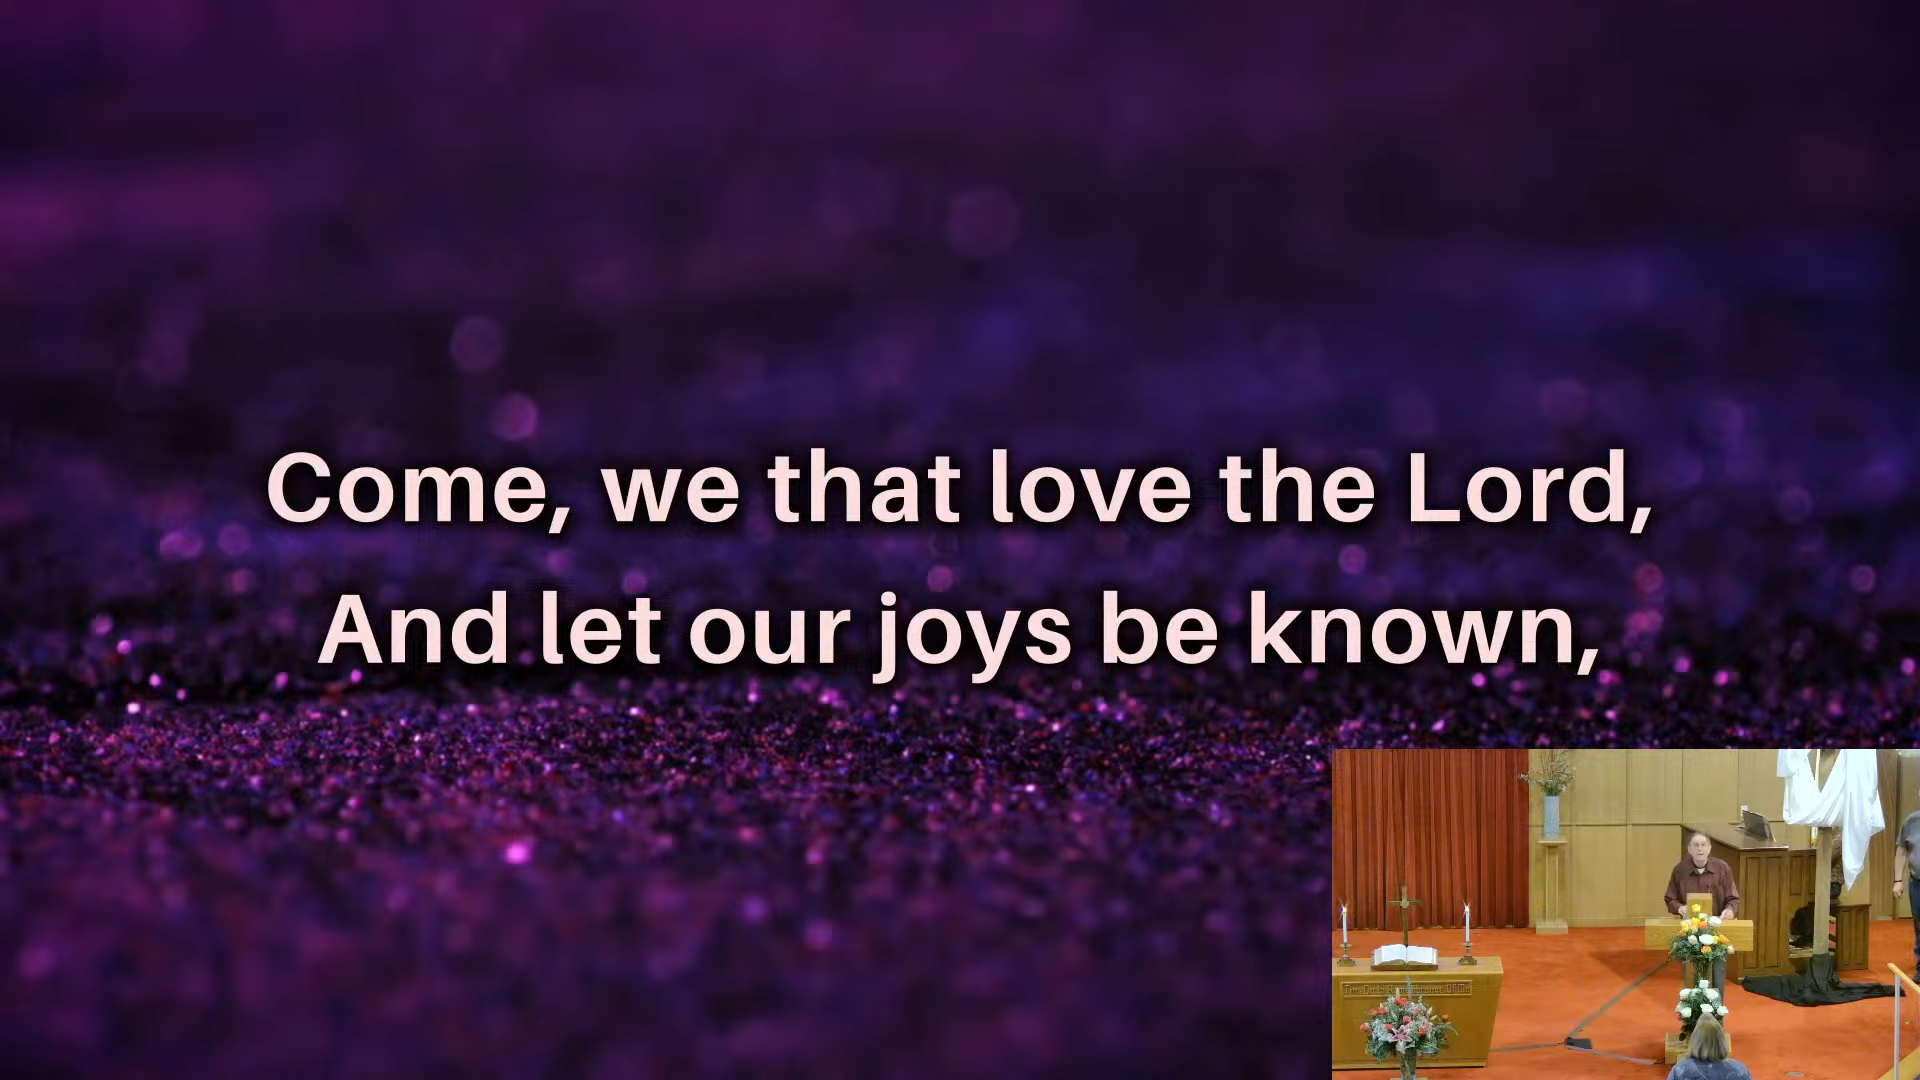 Come, we that love the Lord,
And let our joys be known,